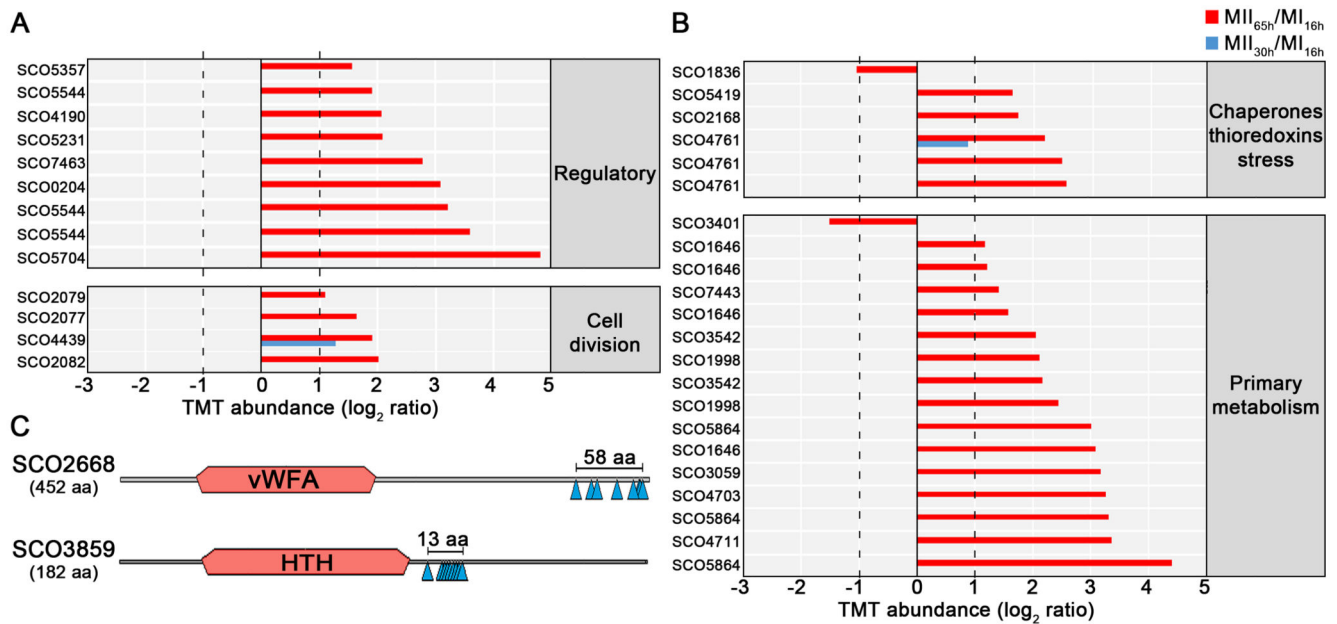 A
SCO5357
SCO5544
SCO4190
SCO5231
SCO7463
SCO0204
SCO5544
SCO5544
SCO5704
Regulatory
SCO2079
SCO2077
SCO4439
SCO2082
Cell
division
-3 -2 -1 0 1 2 3 4 5
TMT abundance (log2 ratio)
B
MII65h/MI16h
MII30h/MI16h
SCO1836
SCO5419
SCO2168
SCO4761
SCO4761
SCO4761
Chaperones
thioredoxins
stress
SCO3401
SCO1646
SCO1646
SCO7443
SCO1646
SCO3542
SCO1998
SCO3542
SCO1998
SCO5864
SCO1646
SCO3059
SCO4703
SCO5864
SCO4711
SCO5864
Primary
metabolism
-3 -2 -1 0 1 2 3 4 5
TMT abundance (log2 ratio)
C
SCO2668
(452 aa)
vWFA
58 aa
SCO3859
(182 aa)
HTH
13 aa